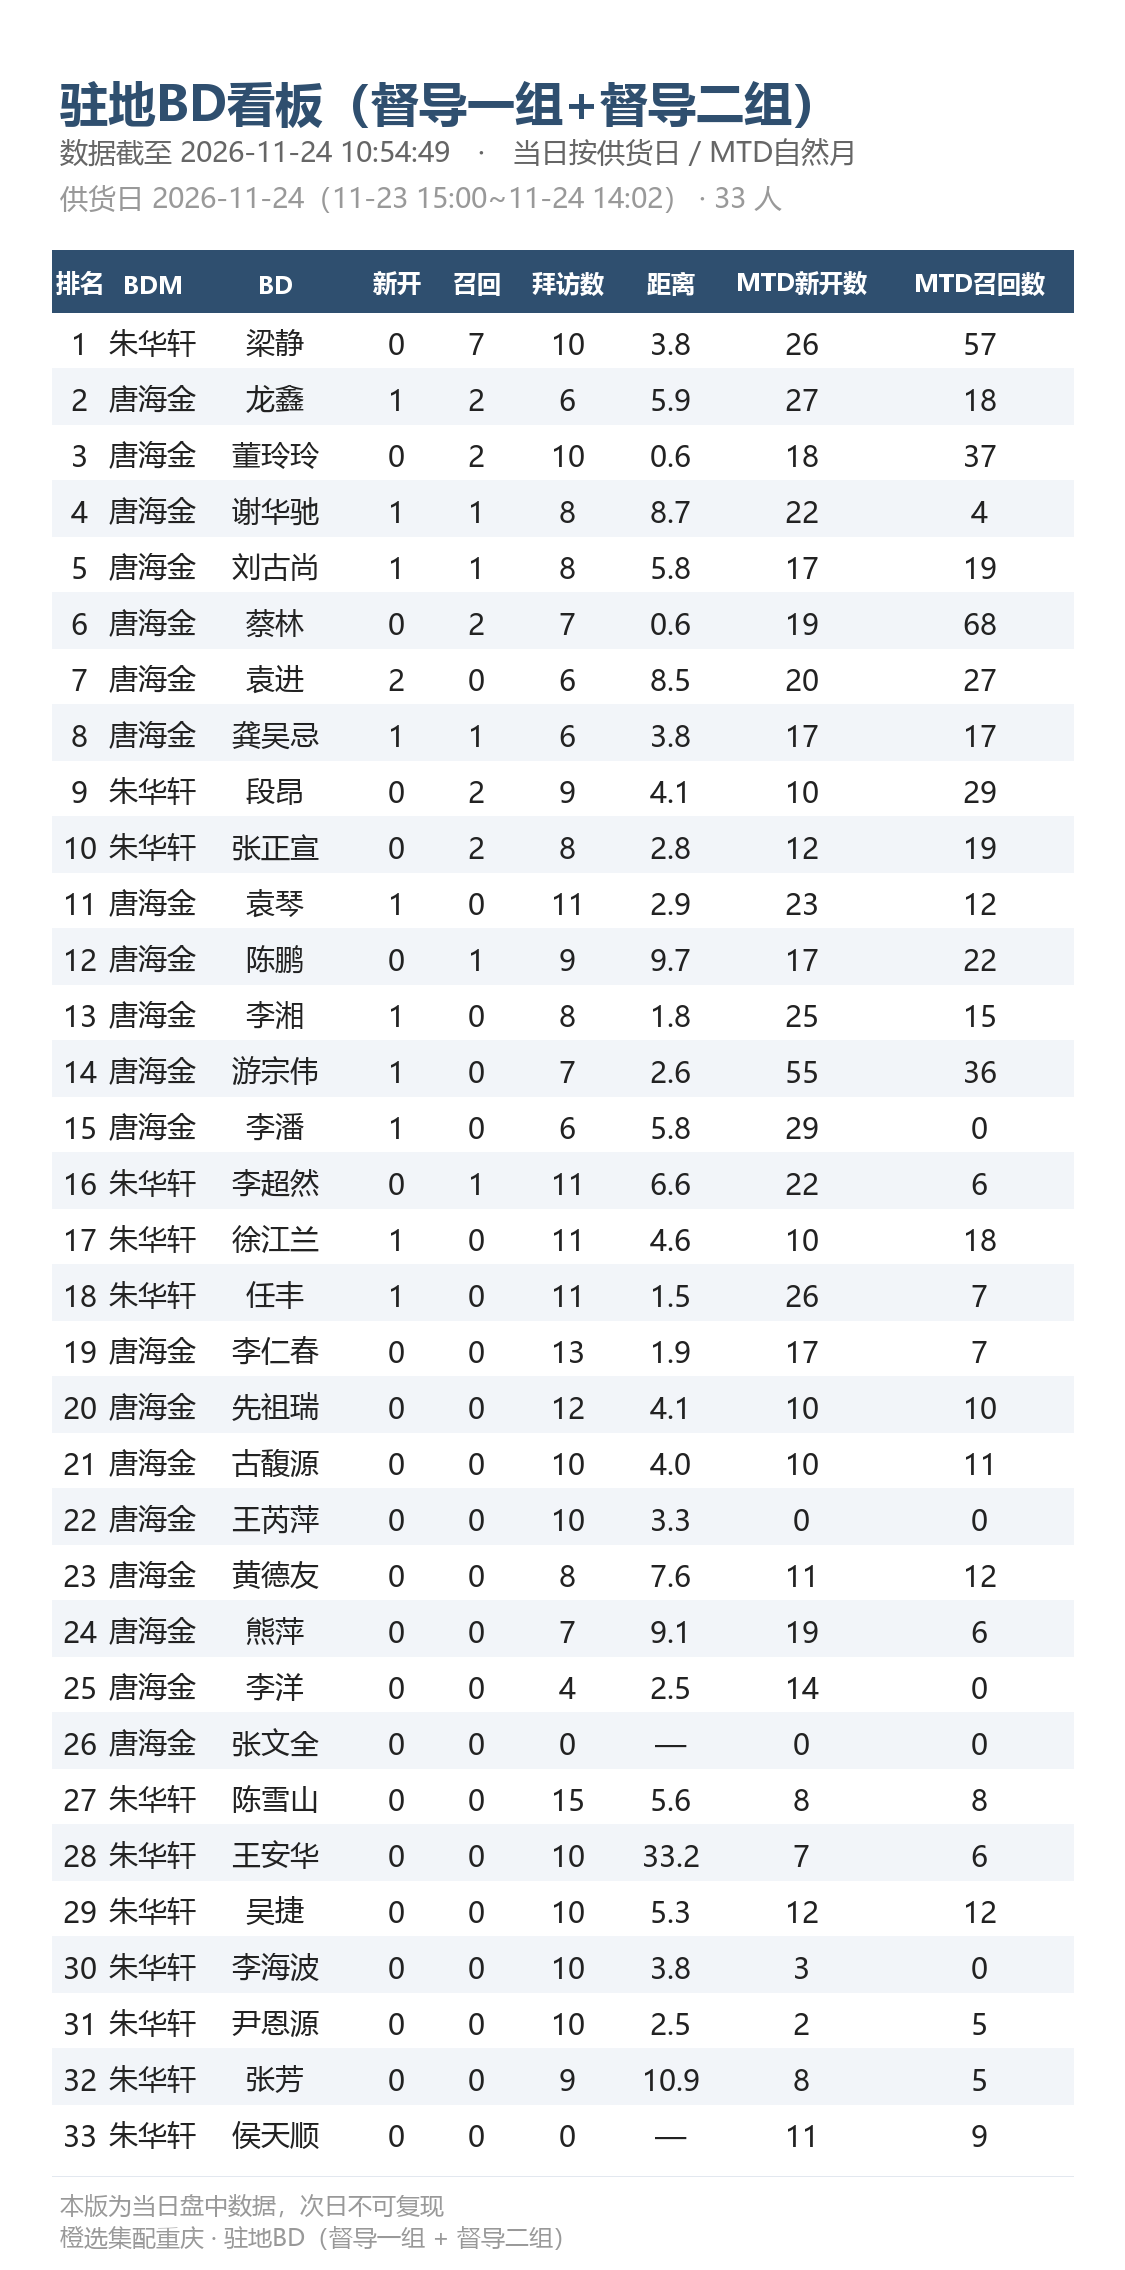 驻地BD看板（督导一组+督导二组）
数据截至 2026-11-24 10:54:49 · 当日按供货日 / MTD自然月
供货日 2026-11-24（11-23 15:00~11-24 14:02） · 33 人
排名 BDM BD 新开 召回 拜访数 距离 MTD新开数 MTD召回数
1 朱华轩 梁静 0 7 10 3.8 26 57
2 唐海金 龙鑫 1 2 6 5.9 27 18
3 唐海金 董玲玲 0 2 10 0.6 18 37
4 唐海金 谢华驰 1 1 8 8.7 22 4
5 唐海金 刘古尚 1 1 8 5.8 17 19
6 唐海金 蔡林 0 2 7 0.6 19 68
7 唐海金 袁进 2 0 6 8.5 20 27
8 唐海金 龚吴忌 1 1 6 3.8 17 17
9 朱华轩 段昂 0 2 9 4.1 10 29
10 朱华轩 张正宣 0 2 8 2.8 12 19
11 唐海金 袁琴 1 0 11 2.9 23 12
12 唐海金 陈鹏 0 1 9 9.7 17 22
13 唐海金 李湘 1 0 8 1.8 25 15
14 唐海金 游宗伟 1 0 7 2.6 55 36
15 唐海金 李潘 1 0 6 5.8 29 0
16 朱华轩 李超然 0 1 11 6.6 22 6
17 朱华轩 徐江兰 1 0 11 4.6 10 18
18 朱华轩 任丰 1 0 11 1.5 26 7
19 唐海金 李仁春 0 0 13 1.9 17 7
20 唐海金 先祖瑞 0 0 12 4.1 10 10
21 唐海金 古馥源 0 0 10 4.0 10 11
22 唐海金 王芮萍 0 0 10 3.3 0 0
23 唐海金 黄德友 0 0 8 7.6 11 12
24 唐海金 熊萍 0 0 7 9.1 19 6
25 唐海金 李洋 0 0 4 2.5 14 0
26 唐海金 张文全 0 0 0 — 0 0
27 朱华轩 陈雪山 0 0 15 5.6 8 8
28 朱华轩 王安华 0 0 10 33.2 7 6
29 朱华轩 吴捷 0 0 10 5.3 12 12
30 朱华轩 李海波 0 0 10 3.8 3 0
31 朱华轩 尹恩源 0 0 10 2.5 2 5
32 朱华轩 张芳 0 0 9 10.9 8 5
33 朱华轩 侯天顺 0 0 0 — 11 9
本版为当日盘中数据，次日不可复现
橙选集配重庆 · 驻地BD（督导一组 + 督导二组）